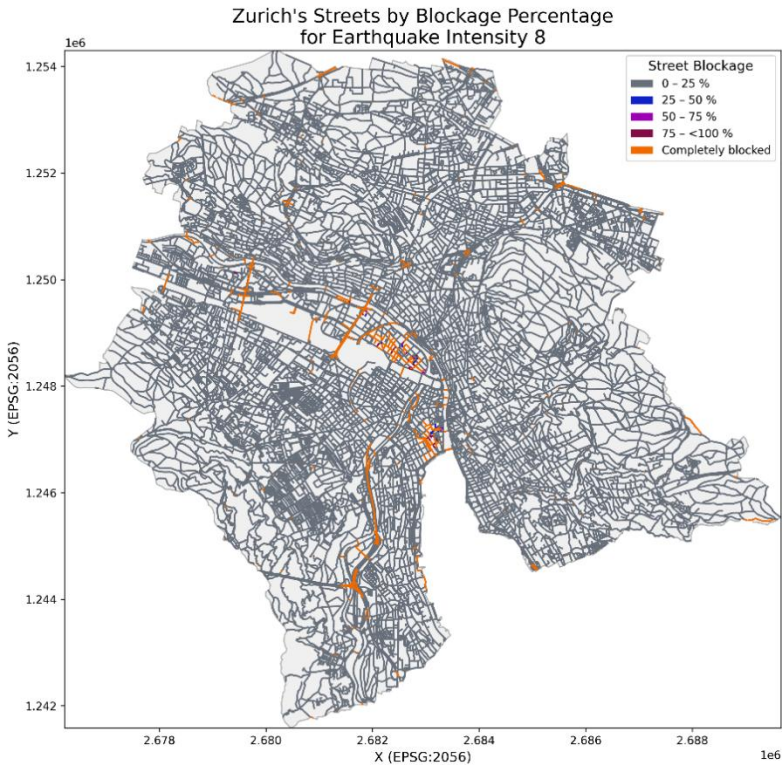 Zurich's Streets by Blockage Percentage
for Earthquake Intensity 8
1e6
1.254
1.252
1.250
1.248
1.246
1.244
1.242
Y (EPSG:2056)
Street Blockage
0 – 25 %
25 – 50 %
50 – 75 %
75 – <100 %
Completely blocked
2.678
2.680
2.682
2.684
2.686
2.688
X (EPSG:2056)
1e6